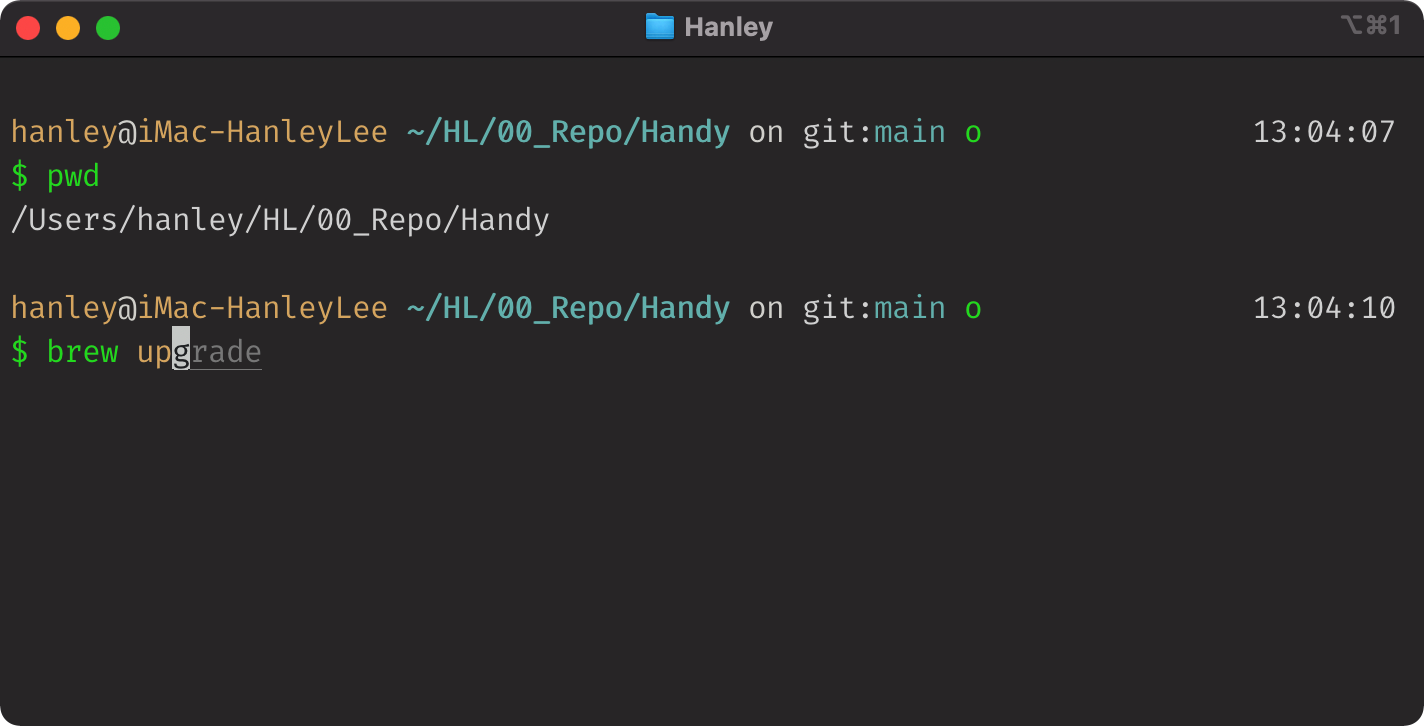 Hanley ⌥⌘1
hanley@iMac-HanleyLee ~/HL/00_Repo/Handy on git:main o 13:04:07
$ pwd
/Users/hanley/HL/00_Repo/Handy
hanley@iMac-HanleyLee ~/HL/00_Repo/Handy on git:main o 13:04:10
$ brew upgrade